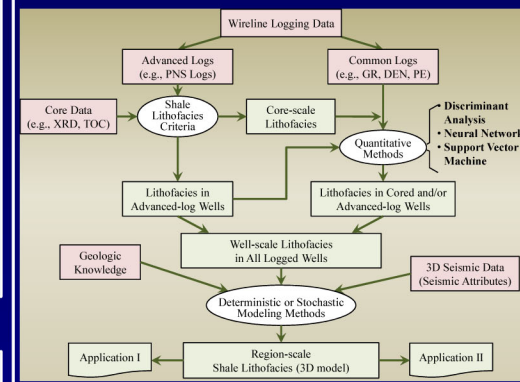 Wireline Logging Data
Advanced Logs
(e.g., PNS Logs)
Common Logs
(e.g., GR, DEN, PE)
Core Data
(e.g., XRD, TOC)
Shale
Lithofacies
Criteria
Core-scale
Lithofacies
Quantitative
Methods
• Discriminant
Analysis
• Neural Network
• Support Vector
Machine
Lithofacies in
Advanced-log Wells
Lithofacies in Cored and/or
Advanced-log Wells
Well-scale Lithofacies
in All Logged Wells
Geologic
Knowledge
3D Seismic Data
(Seismic Attributes)
Deterministic or Stochastic
Modeling Methods
Application I
Region-scale
Shale Lithofacies (3D model)
Application II